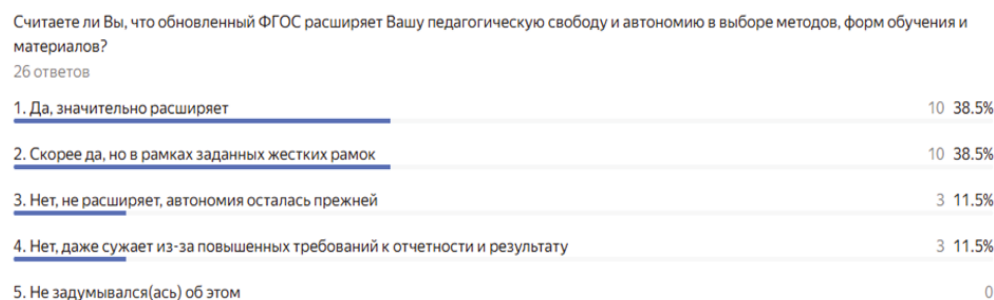 Считаете ли Вы, что обновленный ФГОС расширяет Вашу педагогическую свободу и автономию в выборе методов, форм обучения и
материалов?
26 ответов
1. Да, значительно расширяет 10 38.5%
2. Скорее да, но в рамках заданных жестких рамок 10 38.5%
3. Нет, не расширяет, автономия осталась прежней 3 11.5%
4. Нет, даже сужает из-за повышенных требований к отчетности и результату 3 11.5%
5. Не задумывался(ась) об этом 0